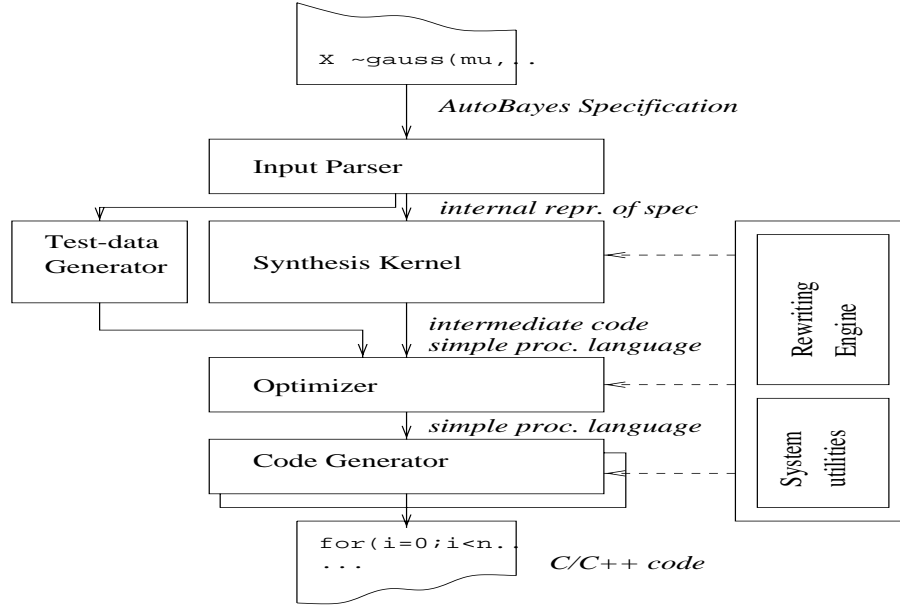 X ~gauss(mu,..
AutoBayes Specification
Input Parser
internal repr. of spec
Test-data
Generator
Synthesis Kernel
Rewriting
Engine
intermediate code
simple proc. language
Optimizer
simple proc. language
Code Generator
System
utilities
for(i=0;i<n..
...
C/C++ code